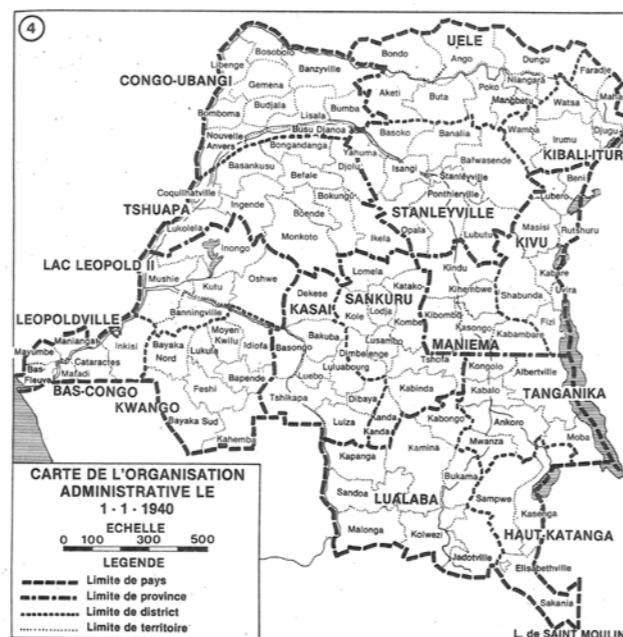 4
UELE
Bosobolo
Bondo
Ango
Dungu
Libenge
Banzyville
Faradje
CONGO-UBANGI
Gemena
Aketi
Buta
Poko
Niangara
Mangbetu
Watsa
Budjala
Bomboma
Lisala
Bumba
Wamba
Djugu
Busu Djanoa
Basoko
Banalia
Irumu
Nouvelle
Anvers
Bongandanga
Yahuma
Bafwasende
KIBALI-ITURI
Basankusu
Djolu
Isangi
Stanleyville
Beni
Befale
Ponthierville
Coquilhatville
Bokungu
Lubero
TSHUAPA
Ingende
Boende
STANLEYVILLE
Masisi
Rutshuru
Lukolela
Monkoto
Ikela
Opala
Lubutu
KIVU
Inongo
LAC LEOPOLD II
Oshwe
Lomela
Kindu
Kabare
Mushie
Kutu
Dekese
SANKURU
Katako
Kihembwe
Shabunda
Uvira
KASAI
Kole
Lodja
Kibombo
LEOPOLDVILLE
Banningville
Kombe
Kasongo
Fizi
Maniangas
Moyen
Kwilu
Bakuba
Lusambo
Kabambare
Mayumbe
Inkisi
Bayaka
Nord
Lukula
Idiofa
Basongo
Dimbelenge
Tshofa
MANIEMA
Bas-
Fleuve
Cataractes
Matadi
Luebo
Luluabourg
Kongolo
Albertville
BAS-CONGO
Feshi
Bapende
Kabinda
Kabalo
TANGANIKA
KWANGO
Tshikapa
Dibaya
Bayaka Sud
Luiza
Kanda
Kanda
Kabongo
Ankoro
Kahemba
Mwanza
Moba
Kapanga
Kamina
Bukama
Sandoa
LUALABA
Sampwe
Kasenga
Malonga
Kolwezi
HAUT-KATANGA
Jadotville
Elisabethville
Sakania
CARTE DE L'ORGANISATION
ADMINISTRATIVE LE
1 - 1 - 1940
ECHELLE
0 100 300 500
LEGENDE
Limite de pays
Limite de province
Limite de district
Limite de territoire
L. de SAINT MOULIN